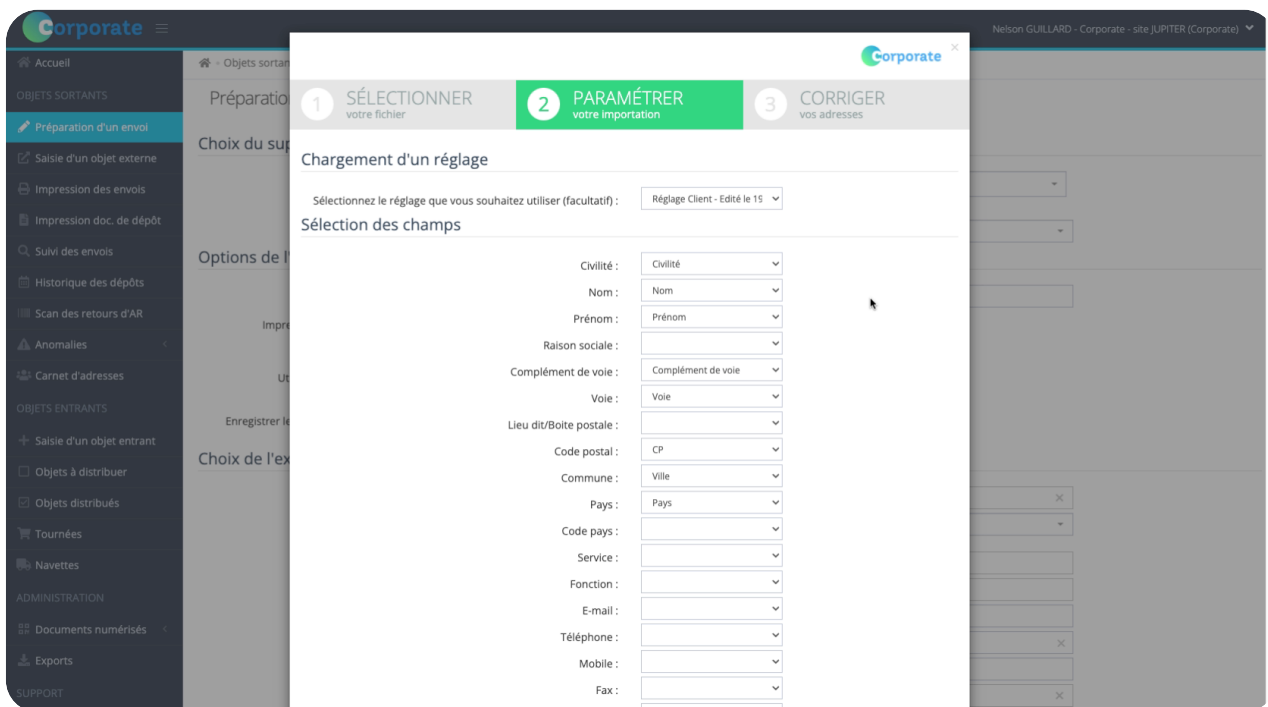 Corporate
Nelson GUILLARD - Corporate - site JUPITER (Corporate)
Accueil
OBJETS SORTANTS
Préparation d'un envoi
Saisie d'un objet externe
Impression des envois
Impression doc. de dépôt
Suivi des envois
Historique des dépôts
Scan des retours d'AR
Anomalies
Carnet d'adresses
OBJETS ENTRANTS
Saisie d'un objet entrant
Objets à distribuer
Objets distribués
Tournées
Navettes
ADMINISTRATION
Documents numérisés
Exports
SUPPORT
Objets sortan
Préparatio
Choix du sup
Options de l'
Impre
Ut
Enregistrer le
Choix de l'ex
Corporate
1 SÉLECTIONNER
votre fichier
2 PARAMÉTRER
votre importation
3 CORRIGER
vos adresses
Chargement d'un réglage
Sélectionnez le réglage que vous souhaitez utiliser (facultatif) : Réglage Client - Edité le 19
Sélection des champs
Civilité : Civilité
Nom : Nom
Prénom : Prénom
Raison sociale :
Complément de voie : Complément de voie
Voie : Voie
Lieu dit/Boite postale :
Code postal : CP
Commune : Ville
Pays : Pays
Code pays :
Service :
Fonction :
E-mail :
Téléphone :
Mobile :
Fax :